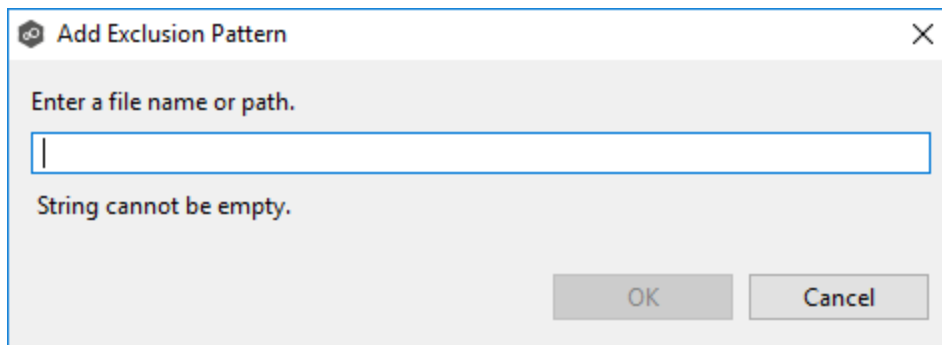 Add Exclusion Pattern
Enter a file name or path.
String cannot be empty.
OK Cancel